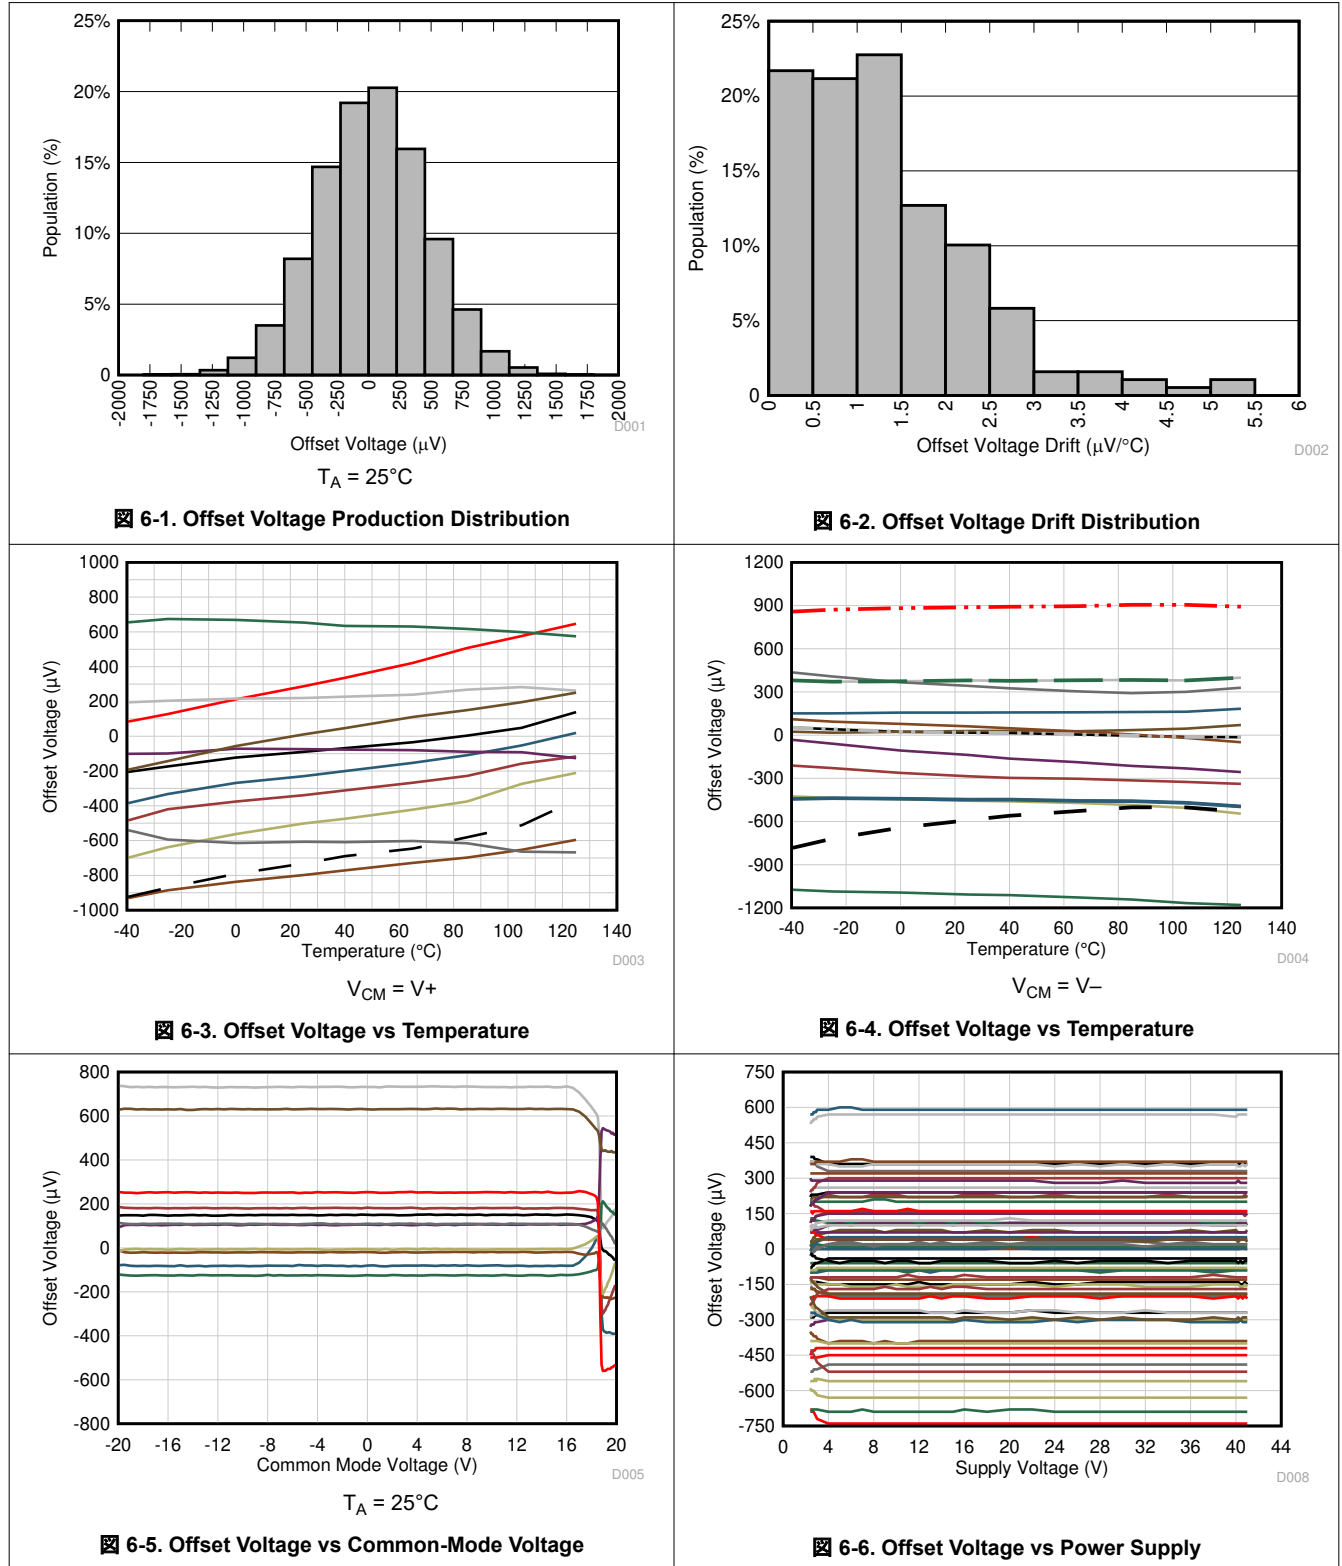 25%
20%
15%
10%
5%
0
Population (%)
-2000
-1750
-1500
-1250
-1000
-750
-500
-250
0
250
500
750
1000
1250
1500
1750
2000
D001
Offset Voltage (µV)
T_A = 25°C
図 6-1. Offset Voltage Production Distribution
25%
20%
15%
10%
5%
0
Population (%)
0
0.5
1
1.5
2
2.5
3
3.5
4
4.5
5
5.5
6
Offset Voltage Drift (µV/°C)
D002
図 6-2. Offset Voltage Drift Distribution
1000
800
600
400
200
0
-200
-400
-600
-800
-1000
Offset Voltage (µV)
-40 -20 0 20 40 60 80 100 120 140
Temperature (°C)
D003
V_CM = V+
図 6-3. Offset Voltage vs Temperature
1200
900
600
300
0
-300
-600
-900
-1200
Offset Voltage (µV)
-40 -20 0 20 40 60 80 100 120 140
Temperature (°C)
D004
V_CM = V–
図 6-4. Offset Voltage vs Temperature
800
600
400
200
0
-200
-400
-600
-800
Offset Voltage (µV)
-20 -16 -12 -8 -4 0 4 8 12 16 20
Common Mode Voltage (V)
D005
T_A = 25°C
図 6-5. Offset Voltage vs Common-Mode Voltage
750
600
450
300
150
0
-150
-300
-450
-600
-750
Offset Voltage (µV)
0 4 8 12 16 20 24 28 32 36 40 44
Supply Voltage (V)
D008
図 6-6. Offset Voltage vs Power Supply